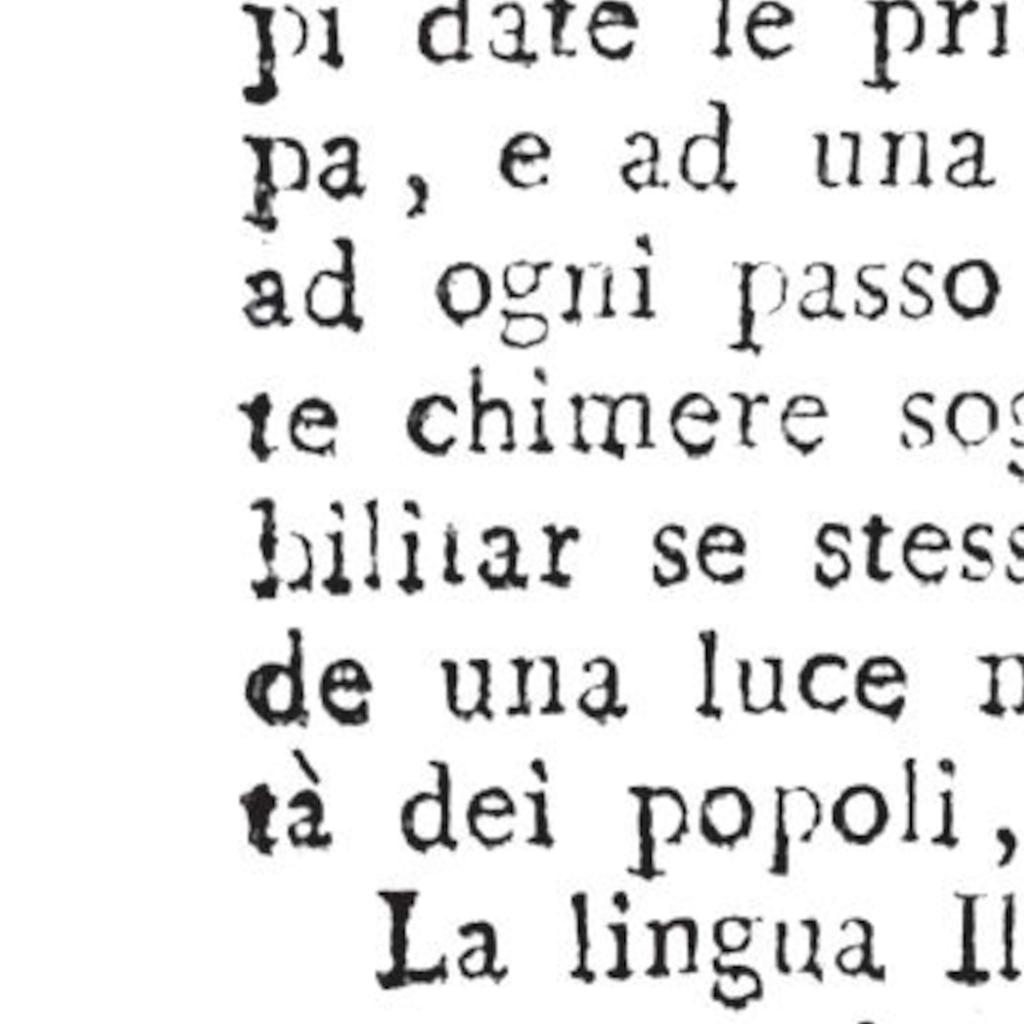 pi date le pri
pa, e ad una
ad ogni passo
te chimere sog
bilitar se stess
de una luce
tà dei popoli,
La lingua Il